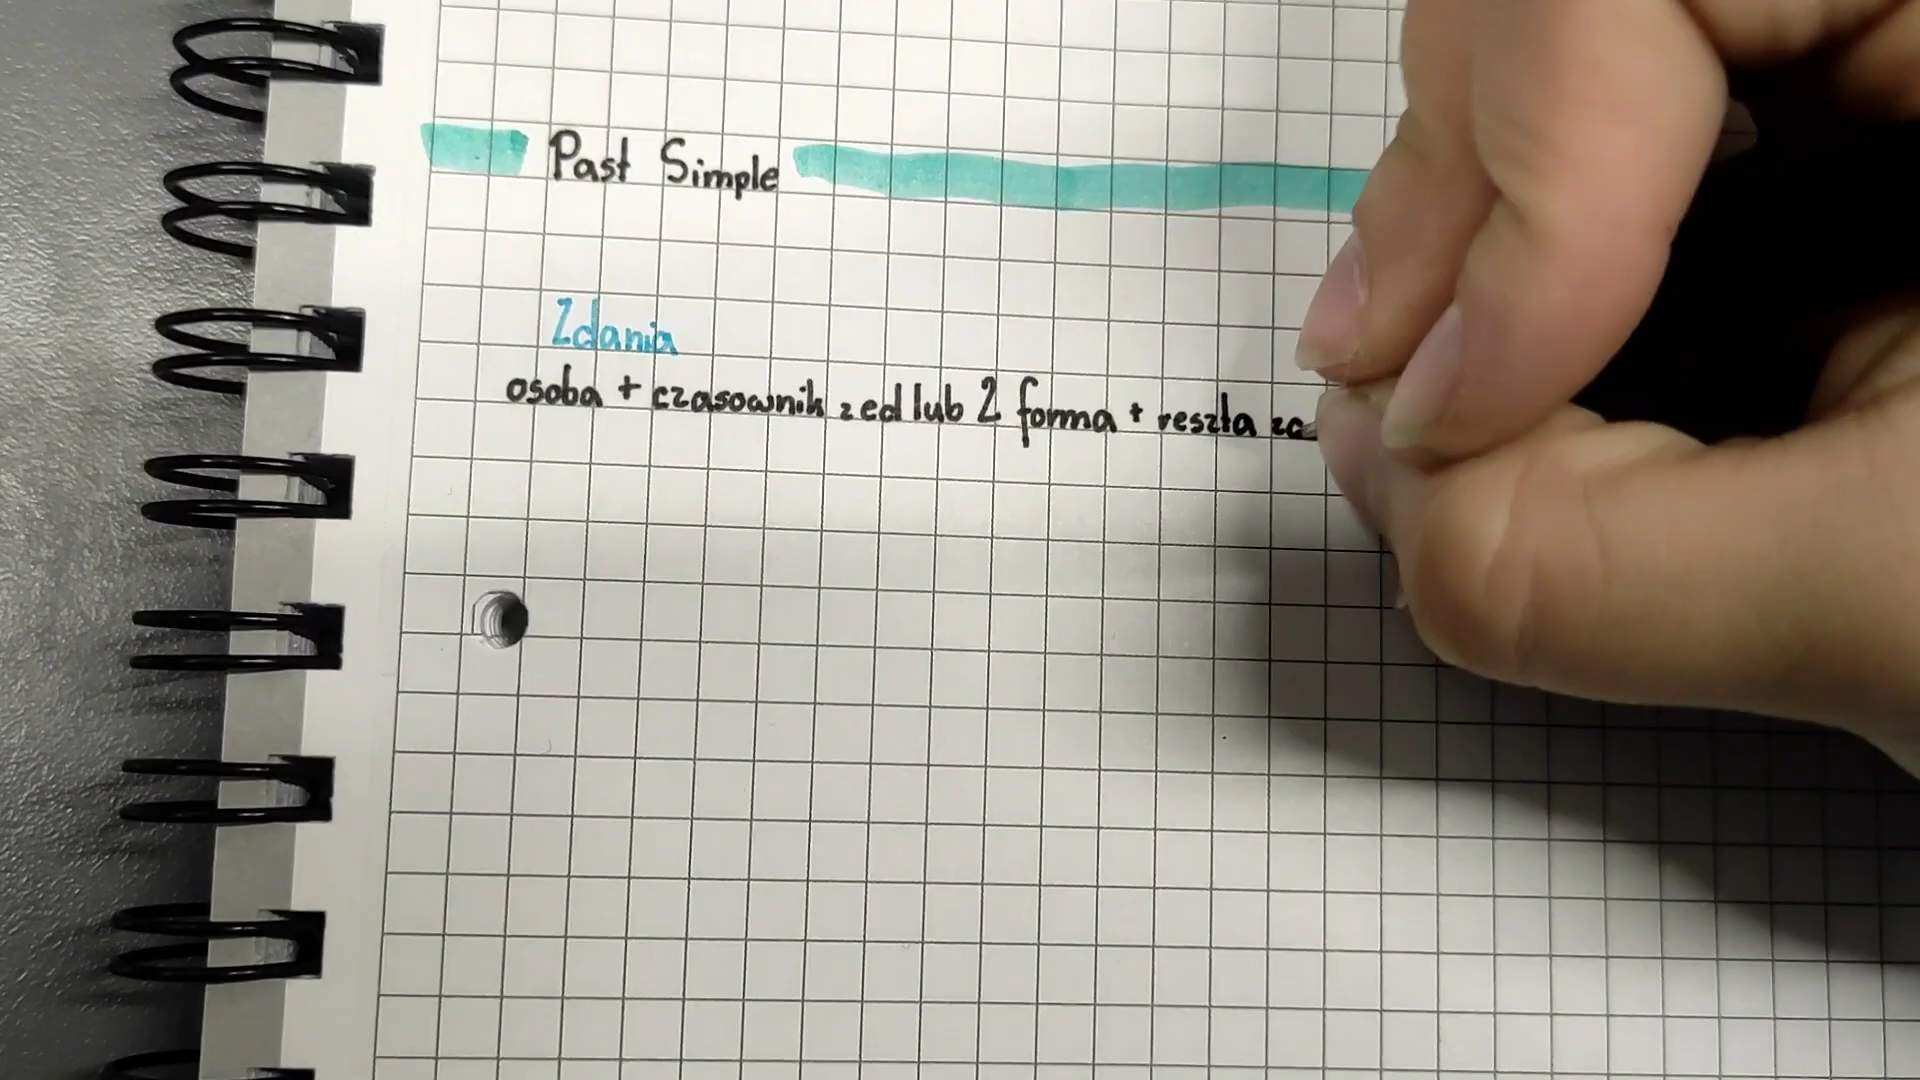 Past Simple
Zdania
osoba + czasownik z ed lub 2 forma + reszta